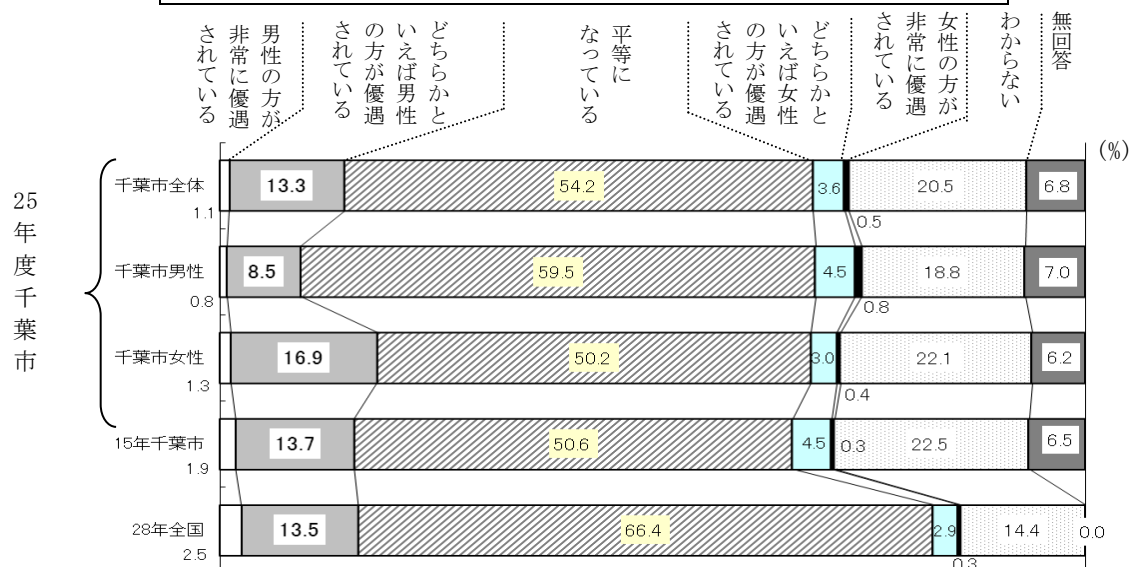 男性の方が
非常に優遇
されている
どちらかと
いえば男性
の方が優遇
されている
平等に
なっている
どちらかと
いえば女性
の方が優遇
されている
女性の方が
非常に優遇
されている
わからない
無回答
(%)
25年度千葉市
千葉市全体
1.1
13.3
54.2
3.6
0.5
20.5
6.8
千葉市男性
0.8
8.5
59.5
4.5
0.8
18.8
7.0
千葉市女性
1.3
16.9
50.2
3.0
0.4
22.1
6.2
15年千葉市
1.9
13.7
50.6
4.5
0.3
22.5
6.5
28年全国
2.5
13.5
66.4
2.9
0.3
14.4
0.0